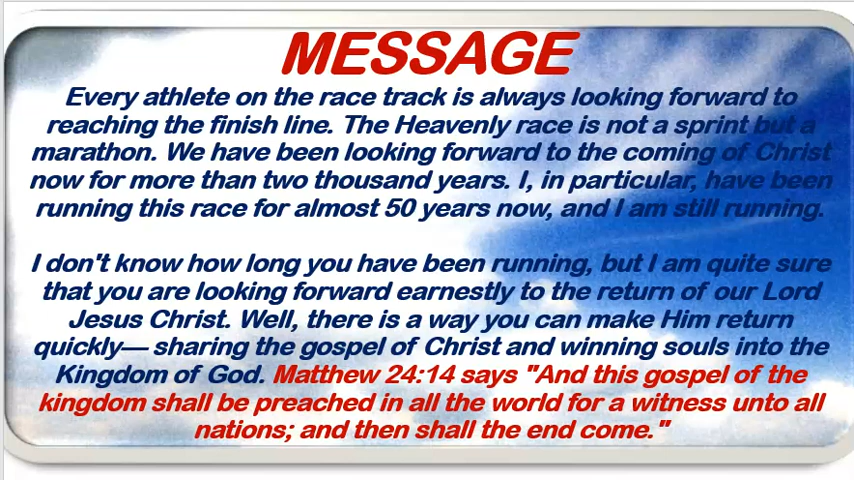 MESSAGE
Every athlete on the race track is always looking forward to
reaching the finish line. The Heavenly race is not a sprint but a
marathon. We have been looking forward to the coming of Christ
now for more than two thousand years. I, in particular, have been
running this race for almost 50 years now, and I am still running.
I don't know how long you have been running, but I am quite sure
that you are looking forward earnestly to the return of our Lord
Jesus Christ. Well, there is a way you can make Him return
quickly— sharing the gospel of Christ and winning souls into the
Kingdom of God. Matthew 24:14 says "And this gospel of the
kingdom shall be preached in all the world for a witness unto all
nations; and then shall the end come."